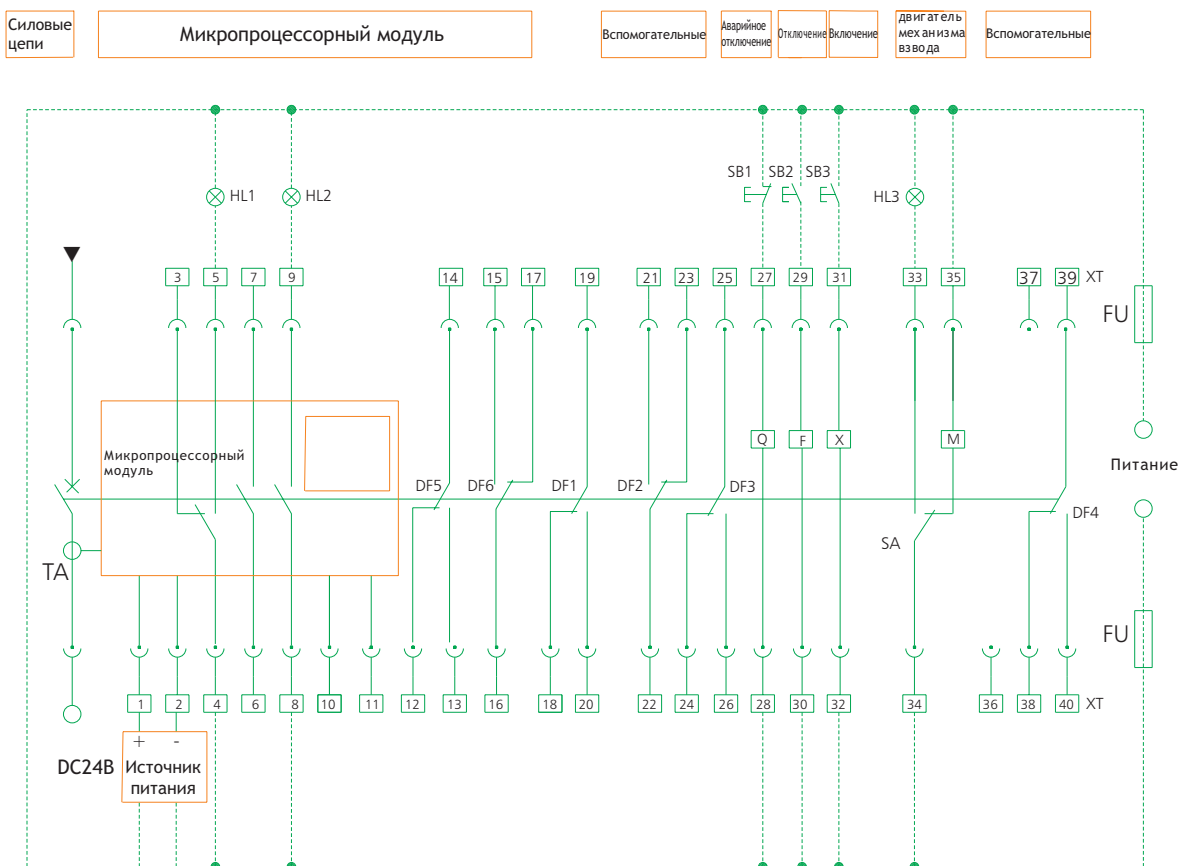 Силовые
цепи
Микропроцессорный модуль
Вспомогательные
Аварийное
отключение
Отключение
Включение
двигатель
механизма
взвода
Вспомогательные
SB1 SB2 SB3
HL1 HL2 HL3
3 5 7 9 14 15 17 19 21 23 25 27 29 31 33 35 37 39 XT
FU
Q F X M
Микропроцессорный
модуль
Питание
DF5 DF6 DF1 DF2 DF3
DF4
SA
TA
FU
1 2 4 6 8 10 11 12 13 16 18 20 22 24 26 28 30 32 34 36 38 40 XT
+ -
DC24В
Источник
питания